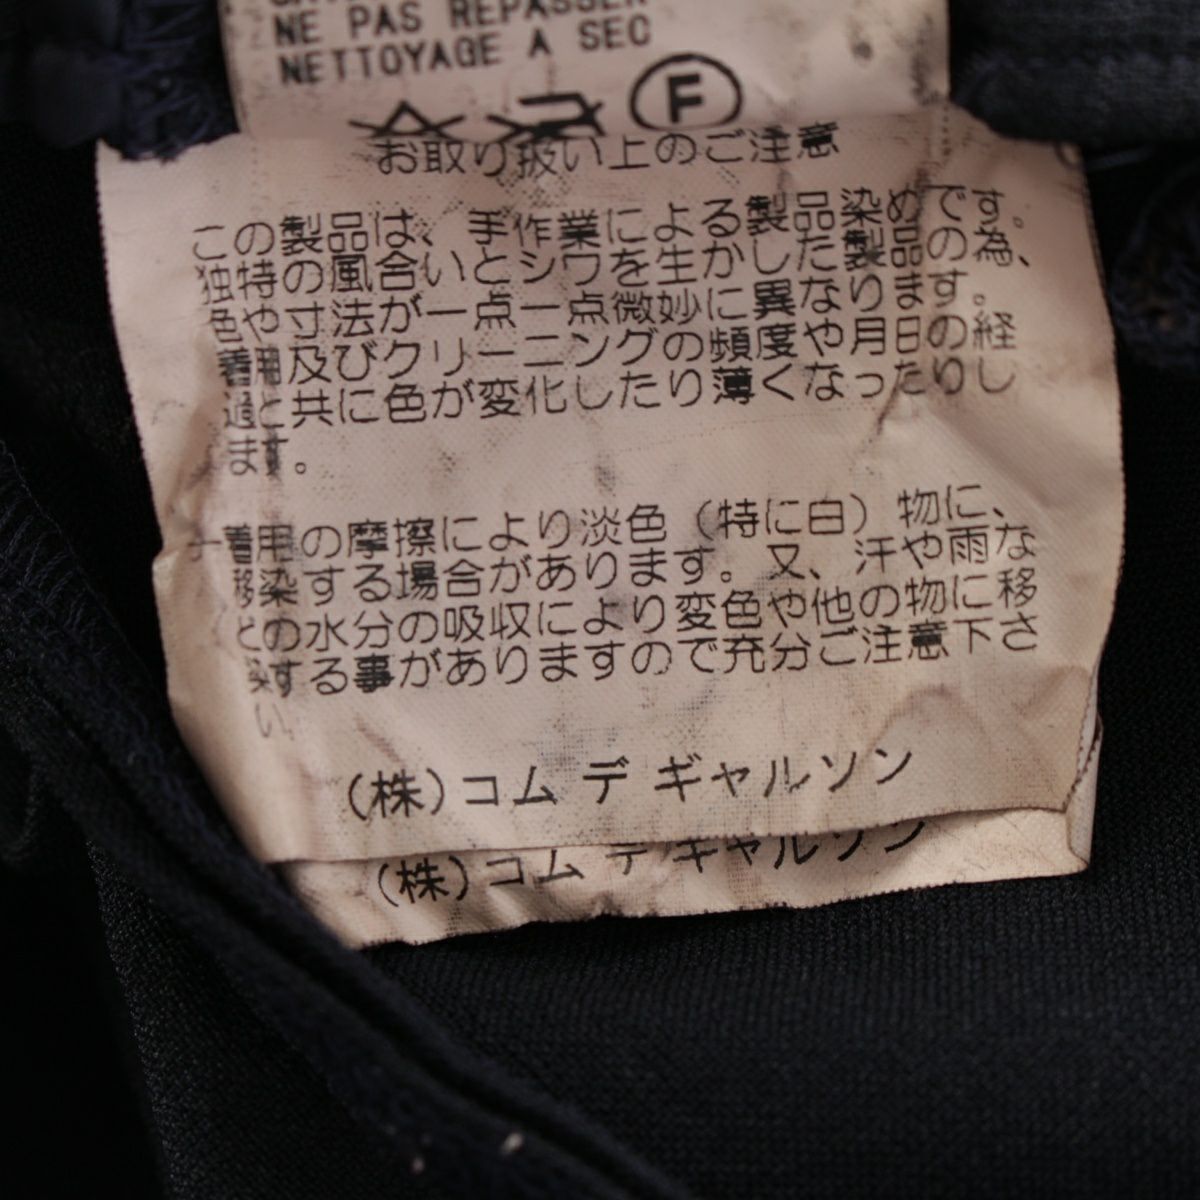 NE PAS REPASSER
NETTOYAGE A SEC
F
お取り扱い上のご注意
この製品は、手作業による製品染めです。
独特の風合いとシワを生かした製品の為、
色や寸法が一点一点微妙に異なります。
着用及びクリーニングの頻度や月日の経
過と共に色が変化したり薄くなったりし
ます。
着用の摩擦により淡色(特に白)物に、
移染する場合があります。又、汗や雨な
どの水分の吸収により変色や他の物に移
染する事がありますので充分ご注意下さ
い。
(株)コム デ ギャルソン
(株)コム デ ギャルソン